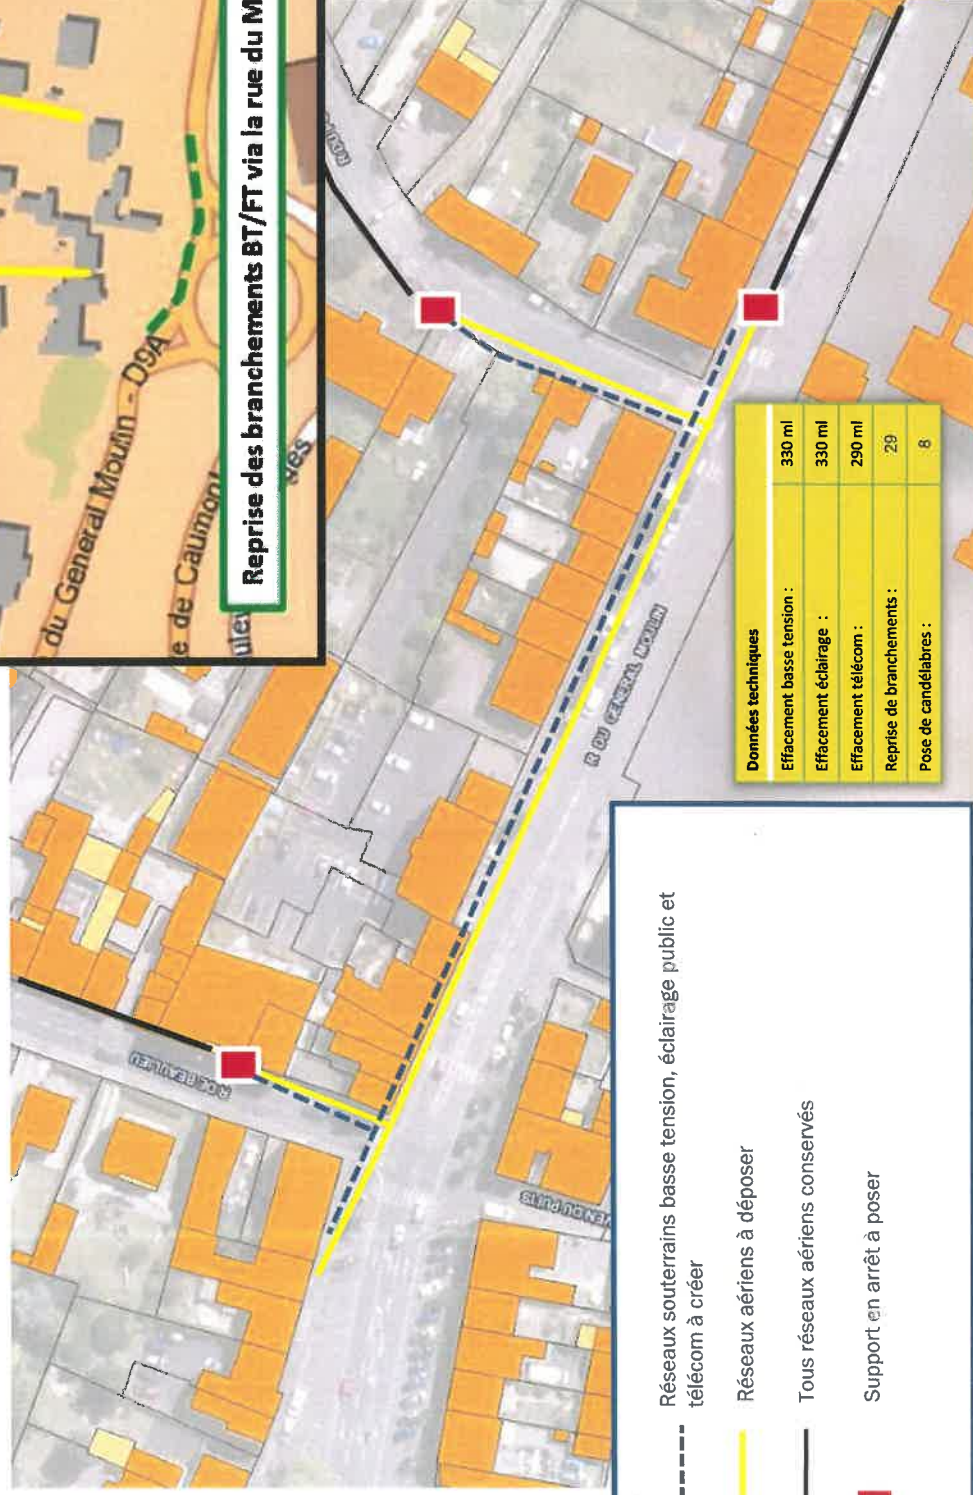 du General Moulin - D9A
e de Caumont
Reprise des branchements BT/FT via la rue du M
R DE BEAULIEU
R DU GENERAL MOULIN
Données techniques
Effacement basse tension : 330 ml
Effacement éclairage : 330 ml
Effacement télécom : 290 ml
Reprise de branchements : 29
Pose de candélabres : 8
Réseaux souterrains basse tension, éclairage public et
télécom à créer
Réseaux aériens à déposer
Tous réseaux aériens conservés
Support en arrêt à poser